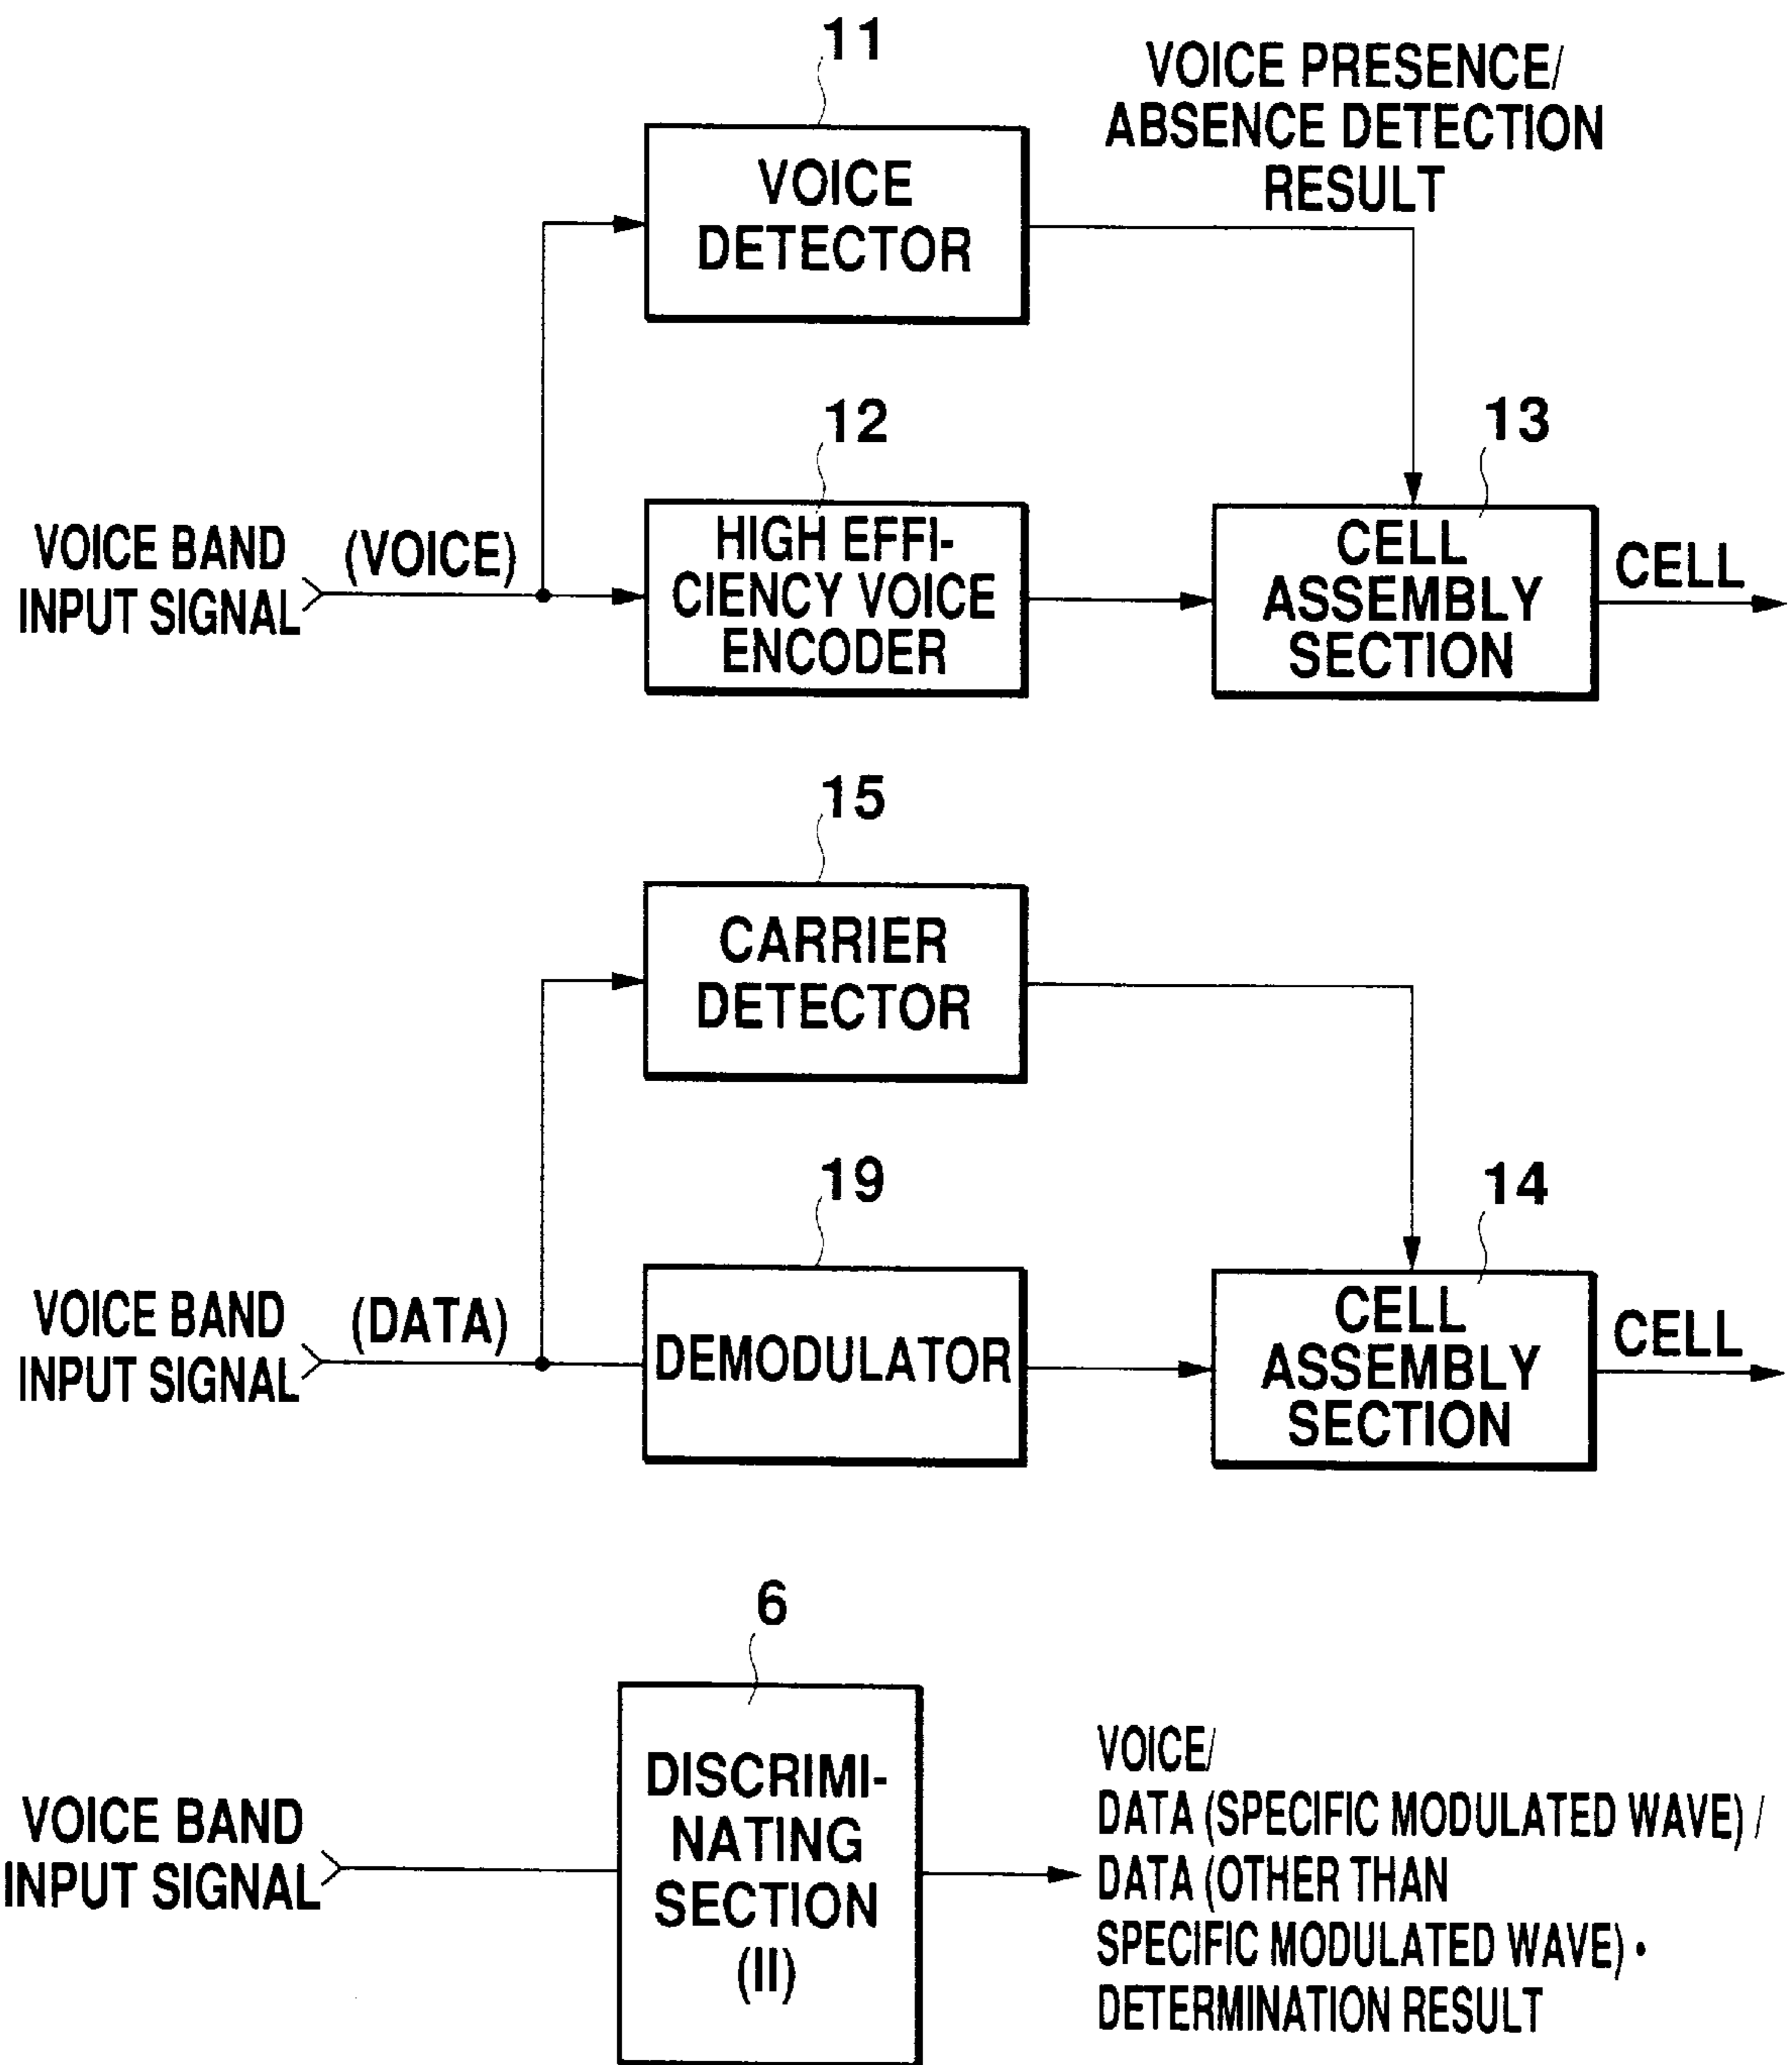 11
VOICE PRESENCE/
ABSENCE DETECTION
RESULT
VOICE
DETECTOR
12
13
VOICE BAND
INPUT SIGNAL
(VOICE)
HIGH EFFI-
CIENCY VOICE
ENCODER
CELL
ASSEMBLY
SECTION
CELL
15
CARRIER
DETECTOR
19
14
VOICE BAND
INPUT SIGNAL
(DATA)
DEMODULATOR
CELL
ASSEMBLY
SECTION
CELL
6
VOICE BAND
INPUT SIGNAL
DISCRIMI-
NATING
SECTION
(II)
VOICE/
DATA (SPECIFIC MODULATED WAVE) /
DATA (OTHER THAN
SPECIFIC MODULATED WAVE) •
DETERMINATION RESULT